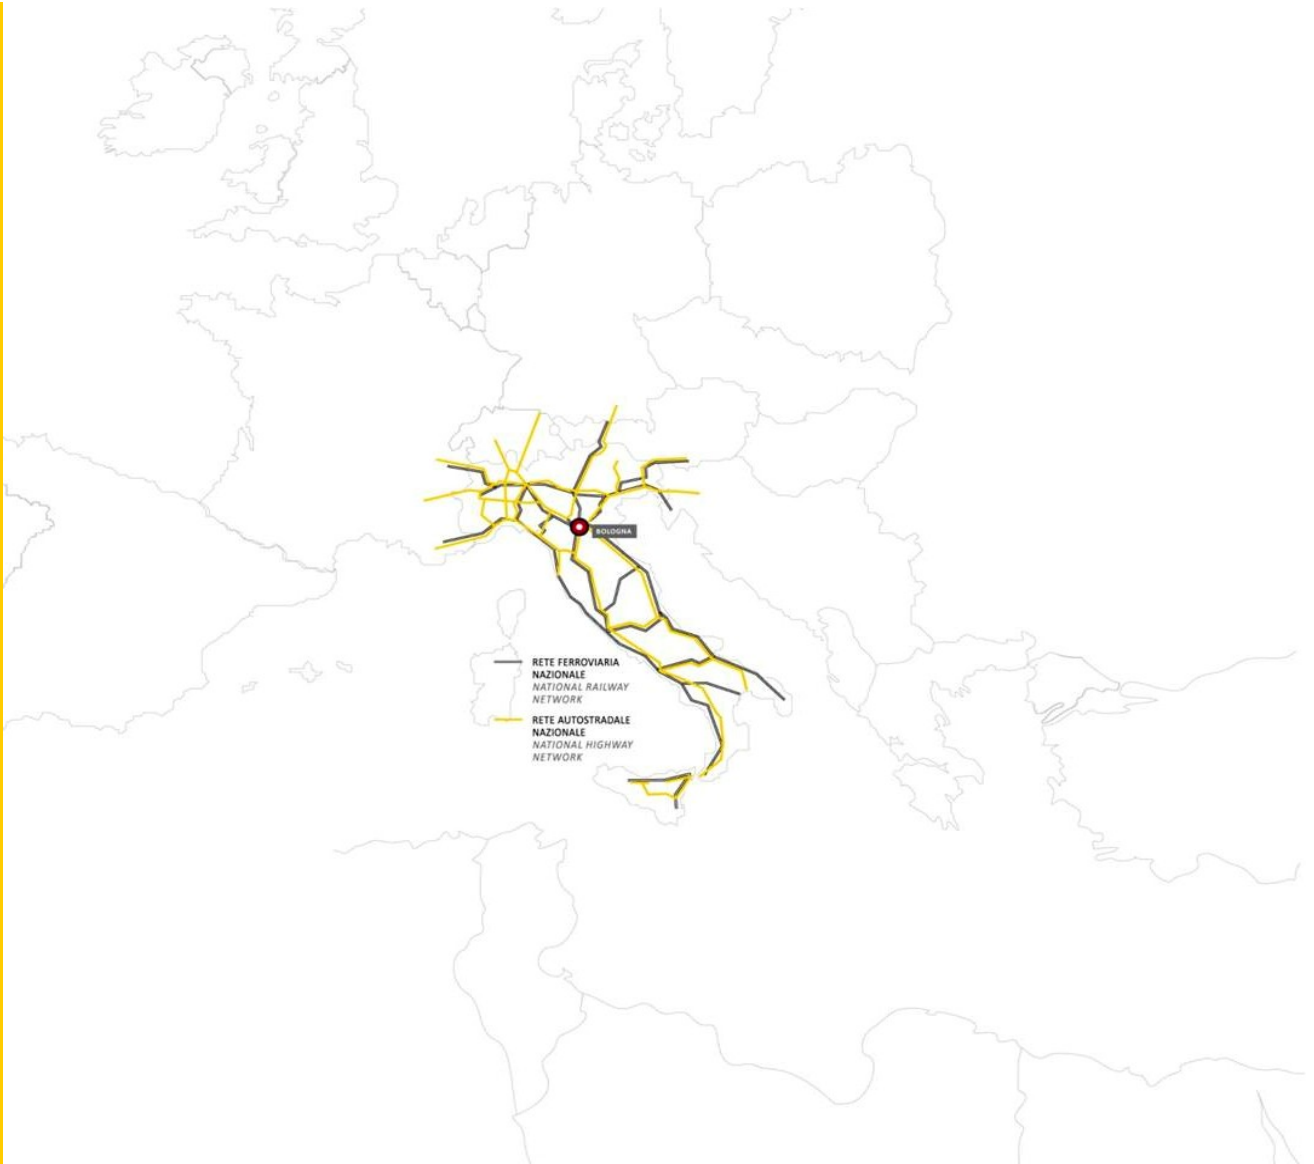 BOLOGNA
RETE FERROVIARIA
NAZIONALE
NATIONAL RAILWAY
NETWORK
RETE AUTOSTRADALE
NAZIONALE
NATIONAL HIGHWAY
NETWORK